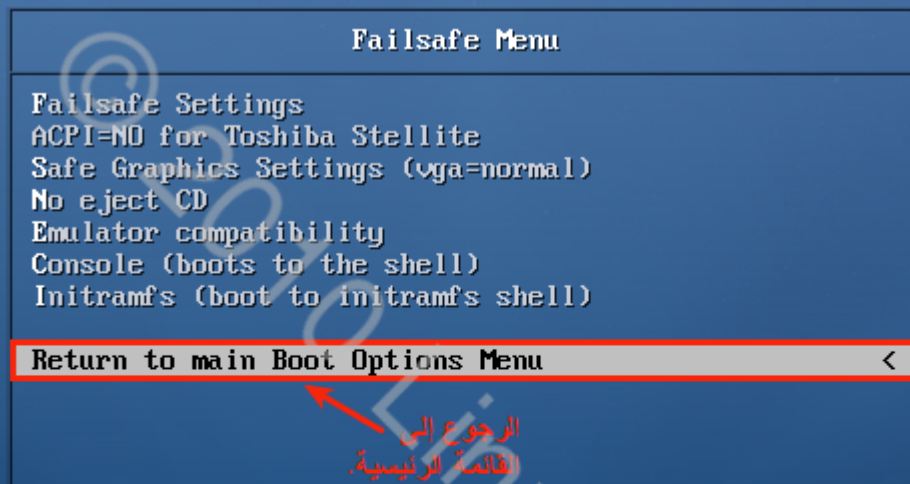 Failsafe Menu
Failsafe Settings
ACPI=NO for Toshiba Stellite
Safe Graphics Settings (vga=normal)
No eject CD
Emulator compatibility
Console (boots to the shell)
Initramfs (boot to initramfs shell)
Return to main Boot Options Menu <
الرجوع إلى
القائمة الرئيسية.
© 2010 Lin